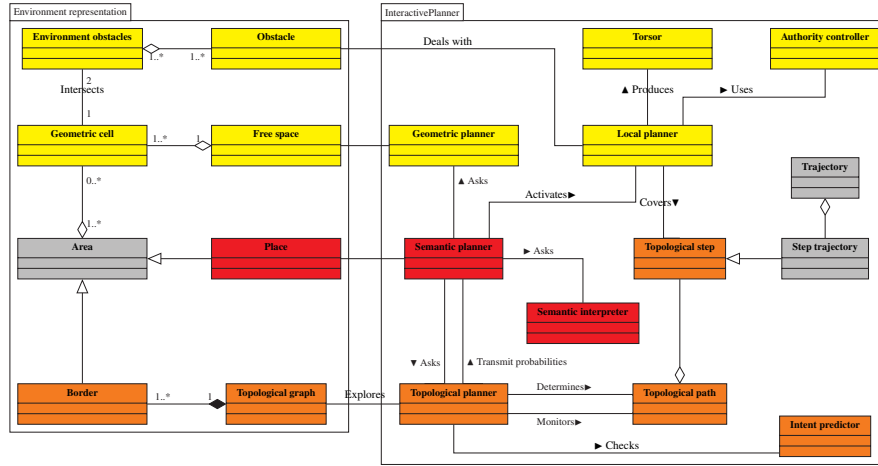 Environment representation
InteractivePlanner
Environment obstacles
Obstacle
Torsor
Authority controller
1..*
1..*
Deals with
2
Intersects
1
▲ Produces
► Uses
Geometric cell
Free space
Geometric planner
Local planner
1..*
1
0..*
▲ Asks
Activates►
Covers▼
Trajectory
1..*
Area
Place
Semantic planner
► Asks
Topological step
Step trajectory
Semantic interpreter
▼ Asks
▲ Transmit probabilities
Border
1..*
1
Topological graph
Explores
Topological planner
Determines►
Monitors►
Topological path
Intent predictor
► Checks